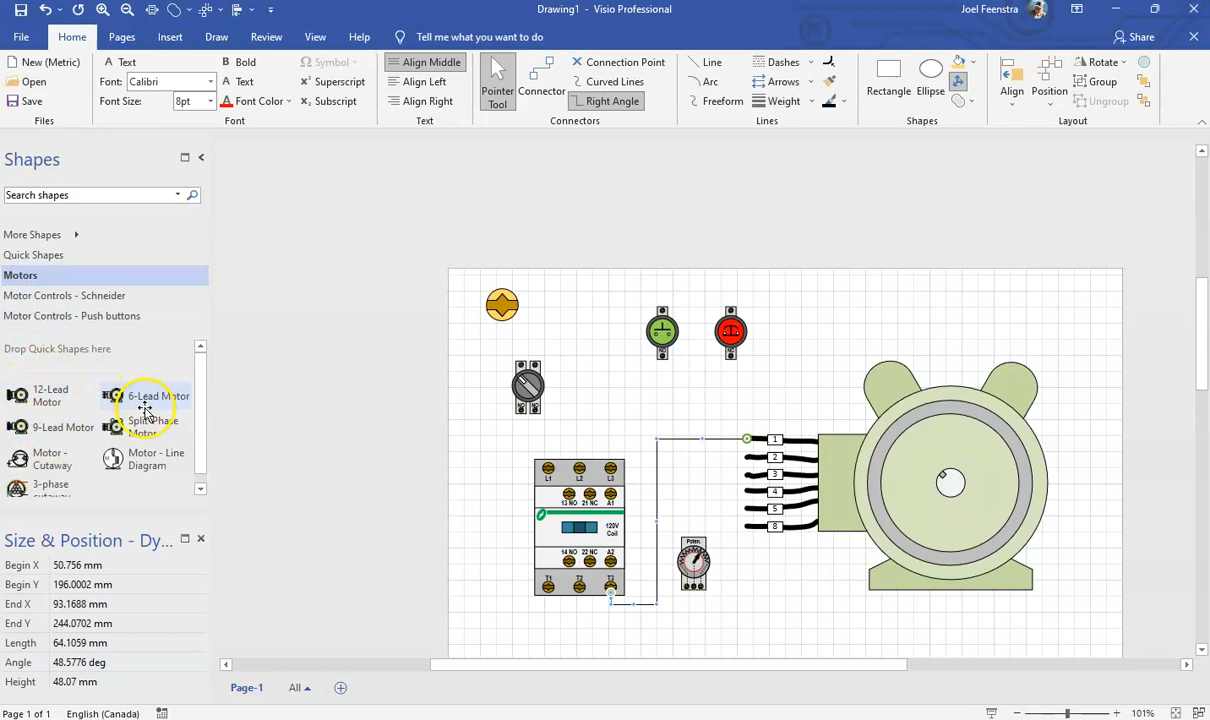 Drawing1 - Visio Professional
Joel Feenstra
File
Home
Pages
Insert
Draw
Review
View
Help
Tell me what you want to do
Share
New (Metric)
Open
Save
Files
Text
Font:
Calibri
Font Size:
8pt
Bold
Text
Font Color
Symbol
Superscript
Subscript
Font
Align Middle
Align Left
Align Right
Text
Pointer
Tool
Connector
Connection Point
Curved Lines
Right Angle
Connectors
Line
Arc
Freeform
Dashes
Arrows
Weight
Lines
Rectangle
Ellipse
Shapes
Align
Position
Rotate
Group
Ungroup
Layout
Shapes
Search shapes
More Shapes
Quick Shapes
Motors
Motor Controls - Schneider
Motor Controls - Push buttons
Drop Quick Shapes here
12-Lead
Motor
6-Lead Motor
9-Lead Motor
Split-Phase
Motor
Motor -
Cutaway
Motor - Line
Diagram
3-phase
cutaway
Size & Position - Dy...
Begin X 50.756 mm
Begin Y 196.0002 mm
End X 93.1688 mm
End Y 244.0702 mm
Length 64.1059 mm
Angle 48.5776 deg
Height 48.07 mm
NO
NC
NO NO
L1 L2 L3
13 NO 21 NC A1
120V
Coil
14 NO 22 NC A2
T1 T2 T3
Poten.
1
2
3
4
5
8
Page-1
All
Page 1 of 1
English (Canada)
101%